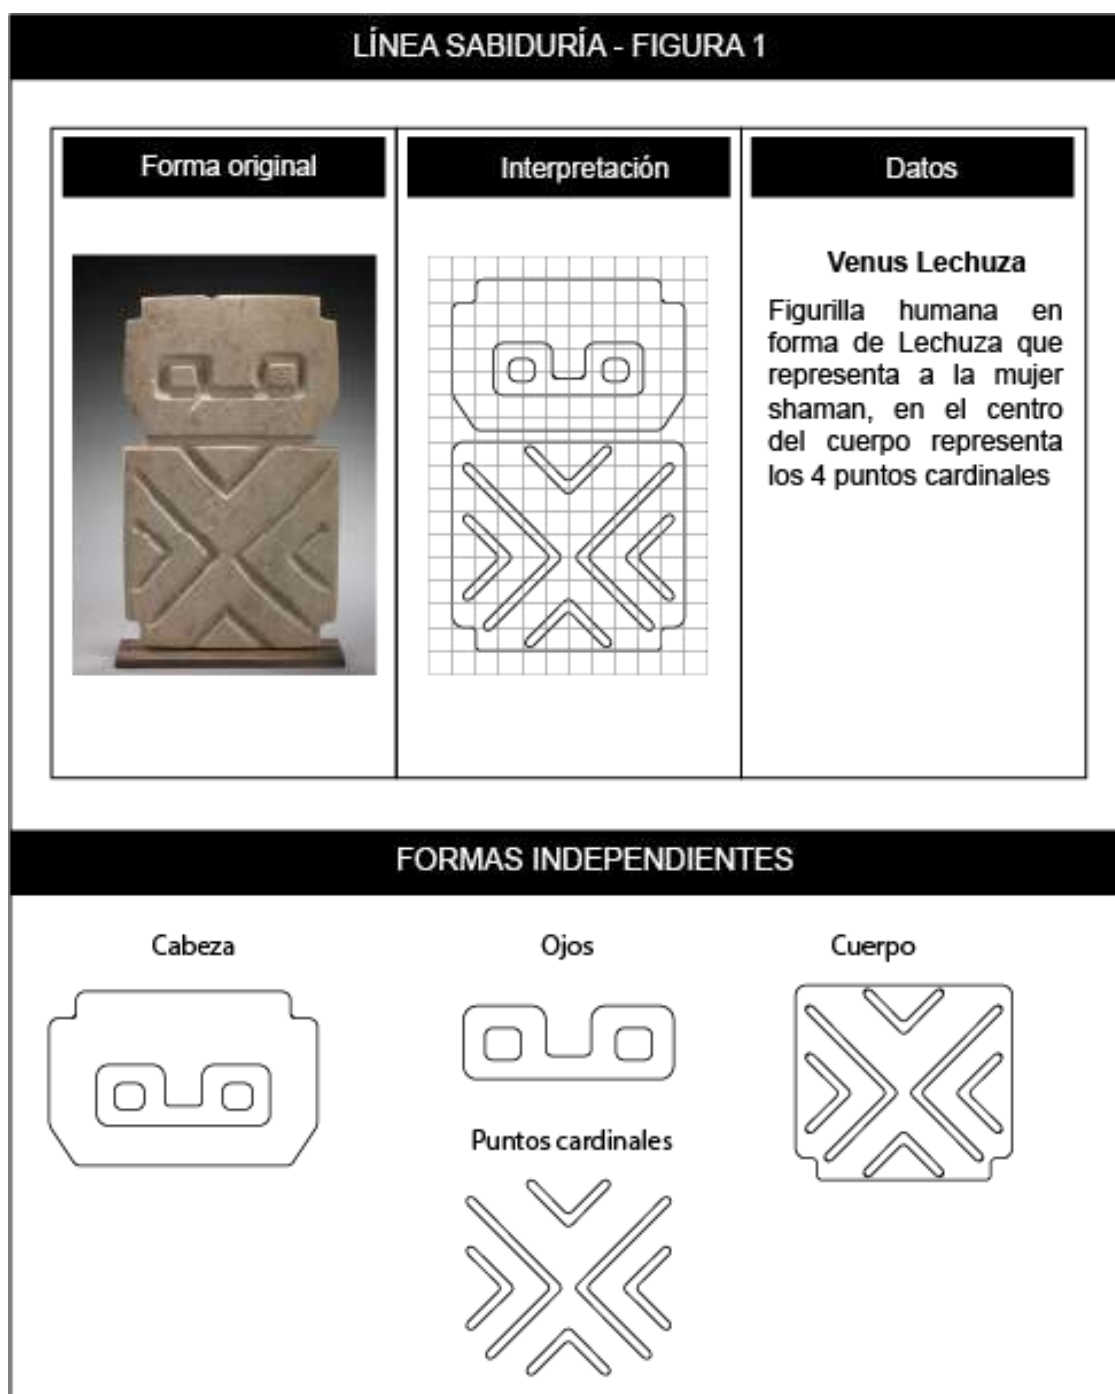 LÍNEA SABIDURÍA - FIGURA 1
Forma original
Interpretación
Datos
Venus Lechuza
Figurilla humana en
forma de Lechuza que
representa a la mujer
shaman, en el centro
del cuerpo representa
los 4 puntos cardinales
FORMAS INDEPENDIENTES
Cabeza
Ojos
Cuerpo
Puntos cardinales